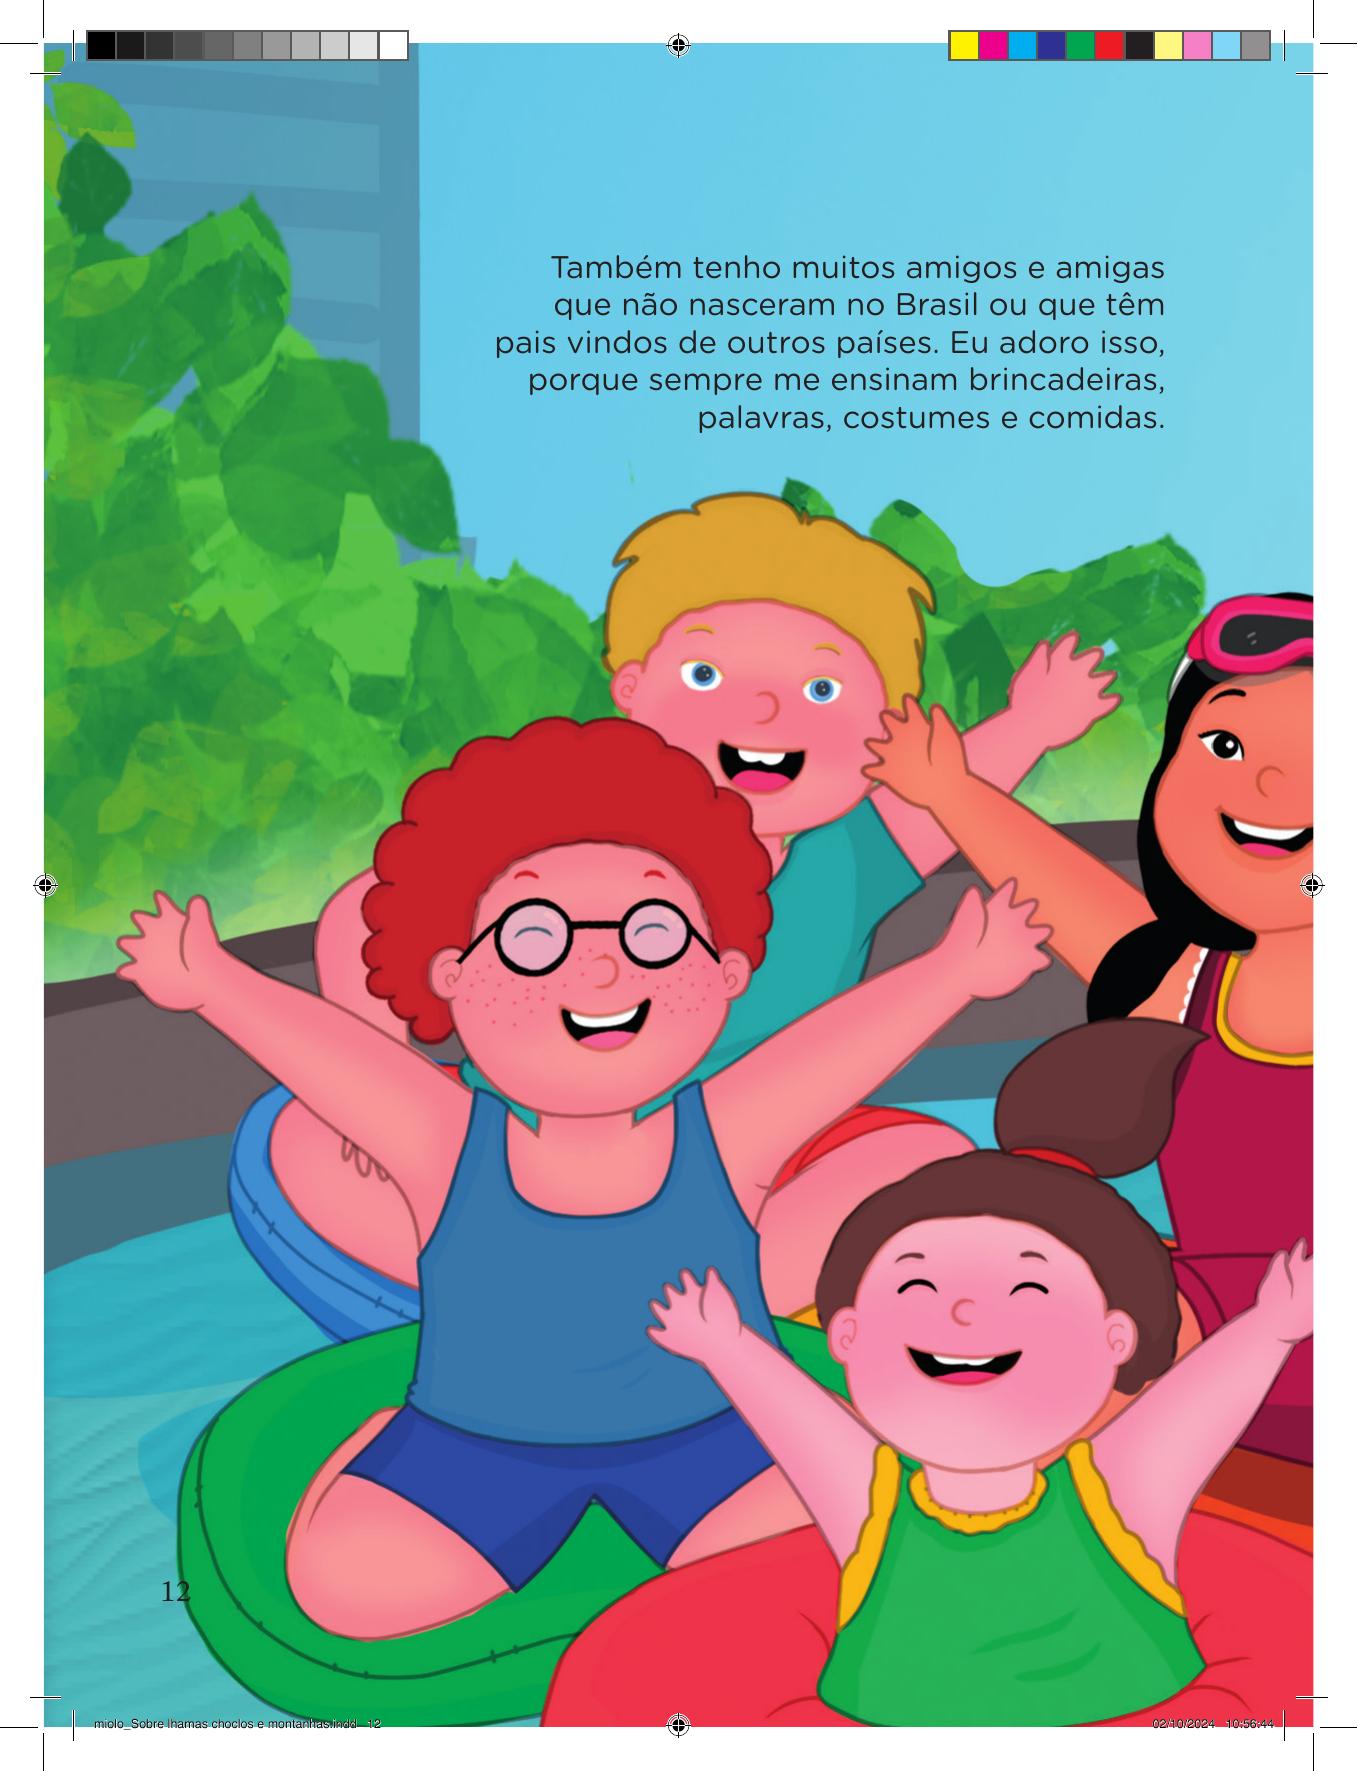 Também tenho muitos amigos e amigas
que não nasceram no Brasil ou que têm
pais vindos de outros países. Eu adoro isso,
porque sempre me ensinam brincadeiras,
palavras, costumes e comidas.
12
miolo_Sobre lhamas choclos e montanhas.indd   12
02/10/2024   10:56:44